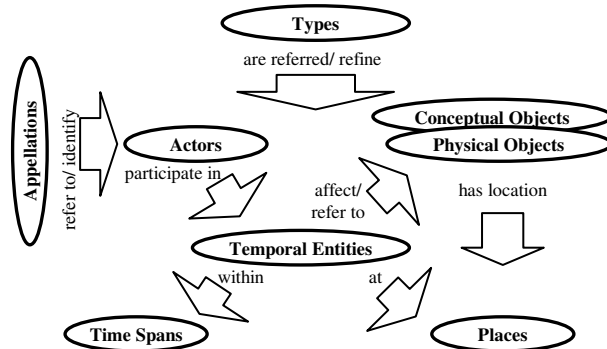 Types
are referred/ refine
Appellations
refer to/ identify
Conceptual Objects
Actors
Physical Objects
participate in
affect/
refer to
has location
Temporal Entities
within
at
Time Spans
Places